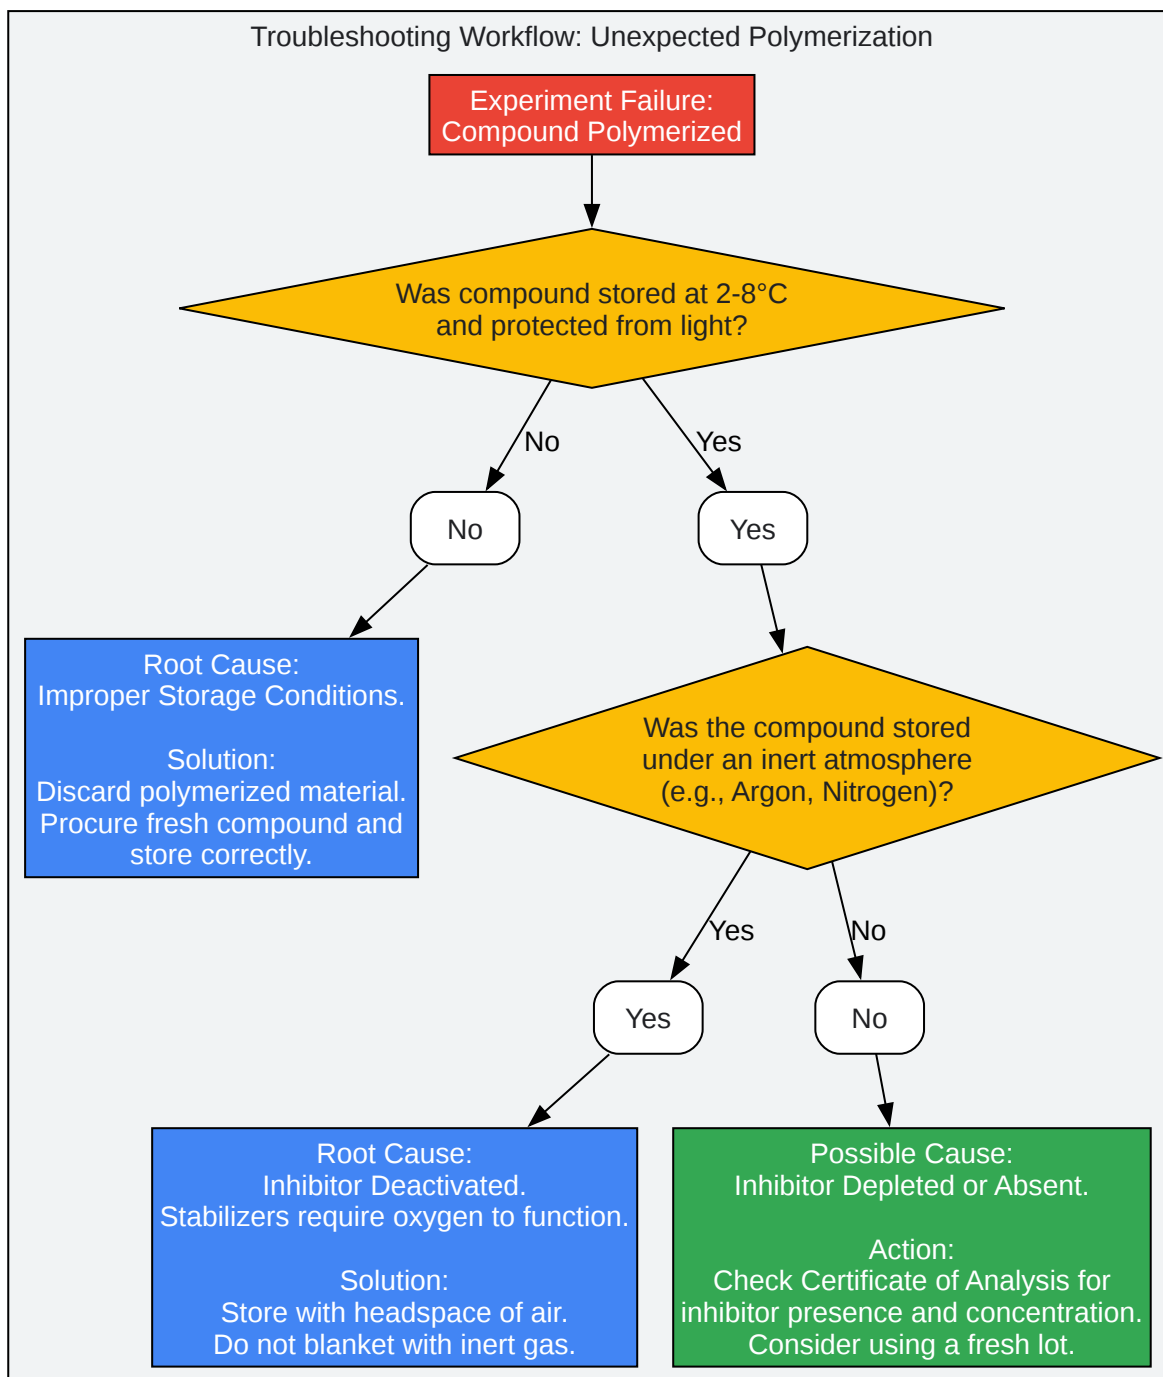 Troubleshooting Workflow: Unexpected Polymerization
Experiment Failure:
Compound Polymerized
Was compound stored at 2-8°C
and protected from light?
No
Yes
No
Yes
Root Cause:
Improper Storage Conditions.
Solution:
Discard polymerized material.
Procure fresh compound and
store correctly.
Was the compound stored
under an inert atmosphere
(e.g., Argon, Nitrogen)?
Yes
No
Yes
No
Root Cause:
Inhibitor Deactivated.
Stabilizers require oxygen to function.
Solution:
Store with headspace of air.
Do not blanket with inert gas.
Possible Cause:
Inhibitor Depleted or Absent.
Action:
Check Certificate of Analysis for
inhibitor presence and concentration.
Consider using a fresh lot.